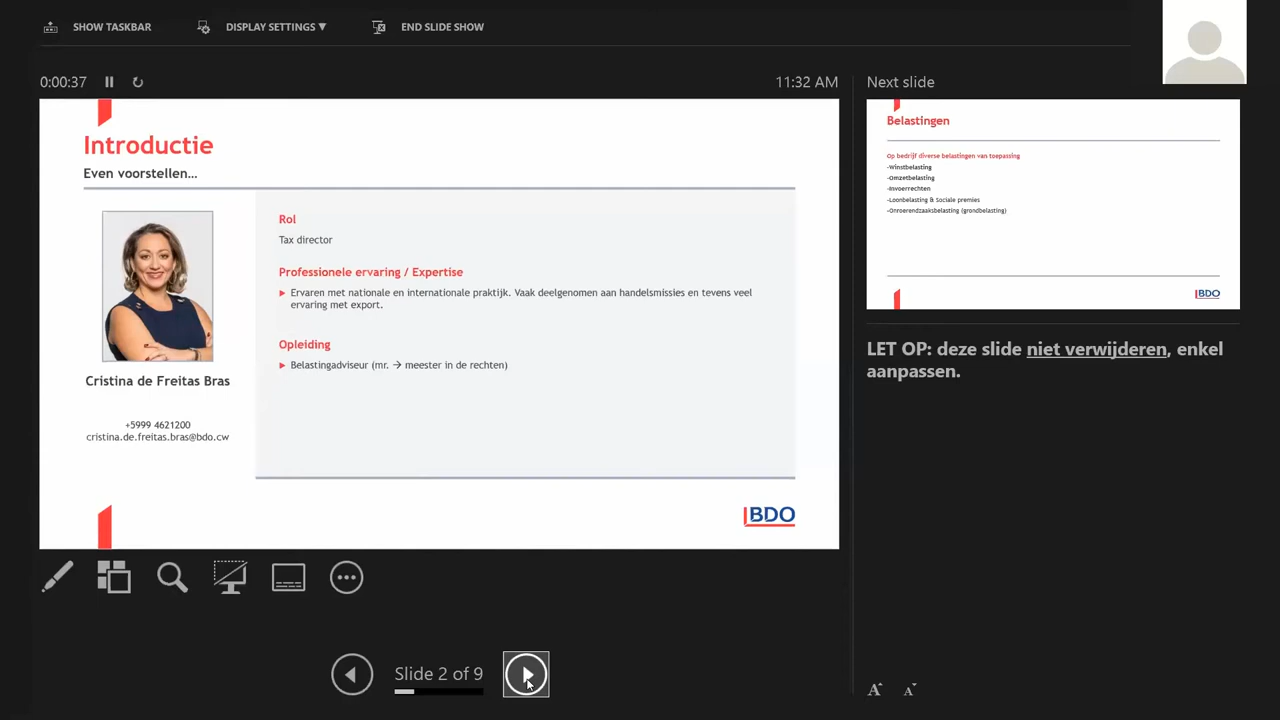 SHOW TASKBAR
DISPLAY SETTINGS ▼
END SLIDE SHOW
0:00:37
11:32 AM
Introductie
Even voorstellen...
Rol
Tax director
Professionele ervaring / Expertise
Ervaren met nationale en internationale praktijk. Vaak deelgenomen aan handelsmissies en tevens veel
ervaring met export.
Opleiding
Belastingadviseur (mr. → meester in de rechten)
Cristina de Freitas Bras
+5999 4621200
cristina.de.freitas.bras@bdo.cw
BDO
Slide 2 of 9
Next slide
Belastingen
Op bedrijf diverse belastingen van toepassing
-Winstbelasting
-Omzetbelasting
-Invoerrechten
-Loonbelasting & Sociale premies
-Onroerendzaaksbelasting (grondbelasting)
BDO
LET OP: deze slide niet verwijderen, enkel
aanpassen.
A A